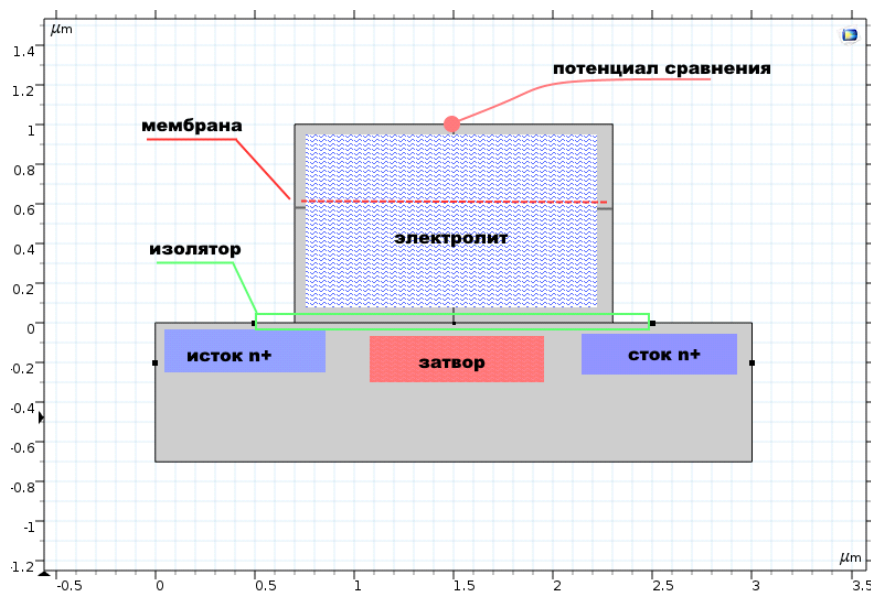 μm
1.4
1.2
1
0.8
0.6
0.4
0.2
0
-0.2
-0.4
-0.6
-0.8
-1
-1.2
потенциал сравнения
мембрана
электролит
изолятор
исток n+
затвор
сток n+
μm
-0.5
0
0.5
1
1.5
2
2.5
3
3.5